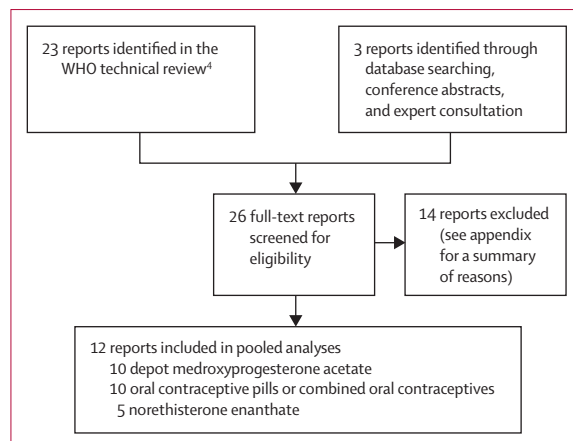 23 reports identified in the
WHO technical review4
3 reports identified through
database searching,
conference abstracts,
and expert consultation
26 full-text reports
screened for
eligibility
14 reports excluded
(see appendix
for a summary
of reasons)
12 reports included in pooled analyses
10 depot medroxyprogesterone acetate
10 oral contraceptive pills or combined oral contraceptives
5 norethisterone enanthate